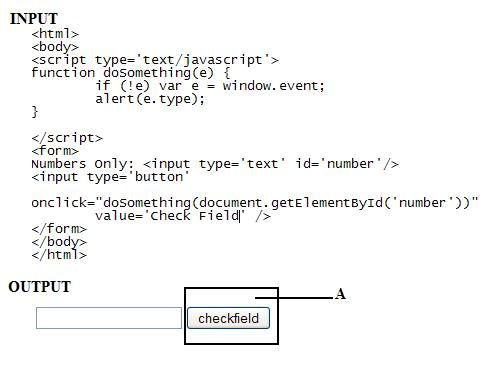 INPUT
<html>
<body>
<script type='text/javascript'>
function doSomething(e) {
if (!e) var e = window.event;
alert(e.type);
}
</script>
<form>
Numbers Only: <input type='text' id='number'/>
<input type='button'
onclick="doSomething(document.getElementById('number'))"
value='Check Field' />
</form>
</body>
</html>
OUTPUT
A
checkfield